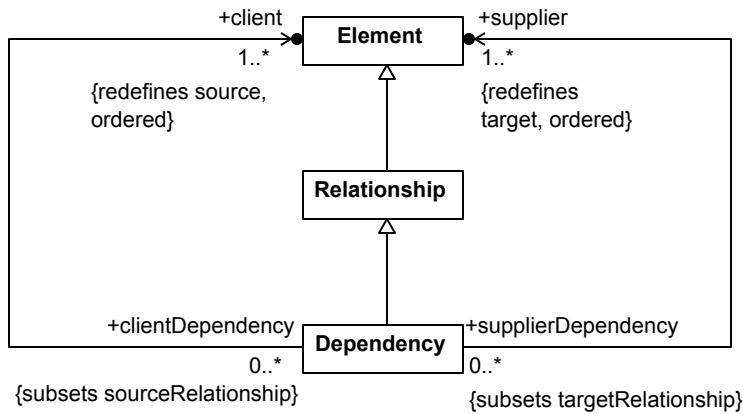 +client
+supplier
Element
1..*
1..*
{redefines source,
ordered}
{redefines
target, ordered}
Relationship
+clientDependency
+supplierDependency
Dependency
0..*
0..*
{subsets sourceRelationship}
{subsets targetRelationship}